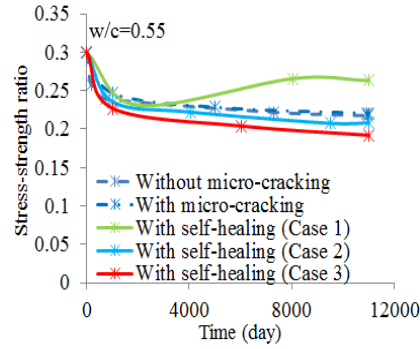 0.35
w/c=0.55
0.3
0.25
0.2
0.15
0.1
0.05
0
Stress-strength ratio
Without micro-cracking
With micro-cracking
With self-healing (Case 1)
With self-healing (Case 2)
With self-healing (Case 3)
0 4000 8000 12000
Time (day)